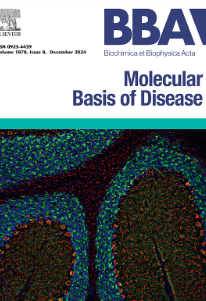 ELSEVIER
ISSN 0925-4439
Volume 1870, Issue 8, December 2024
BBA
Biochimica et Biophysica Acta
Molecular
Basis of Disease